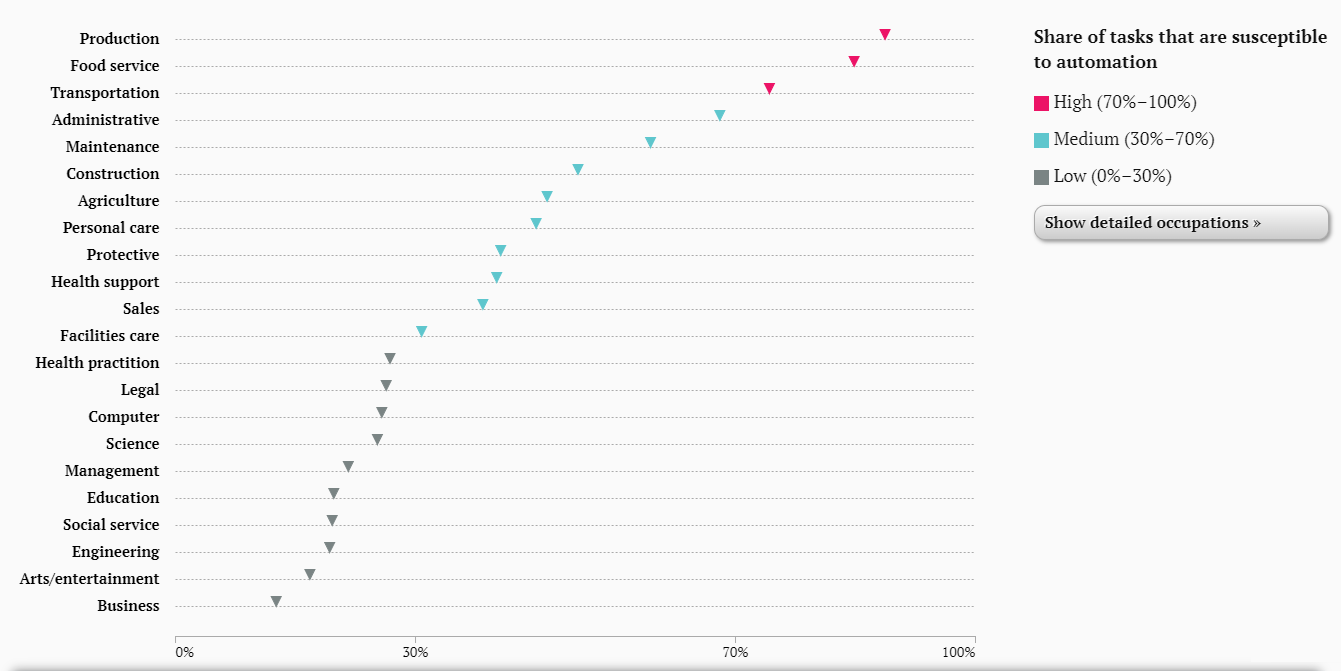 Production
Food service
Transportation
Administrative
Maintenance
Construction
Agriculture
Personal care
Protective
Health support
Sales
Facilities care
Health practition
Legal
Computer
Science
Management
Education
Social service
Engineering
Arts/entertainment
Business
0% 30% 70% 100%
Share of tasks that are susceptible
to automation
High (70%–100%)
Medium (30%–70%)
Low (0%–30%)
Show detailed occupations »